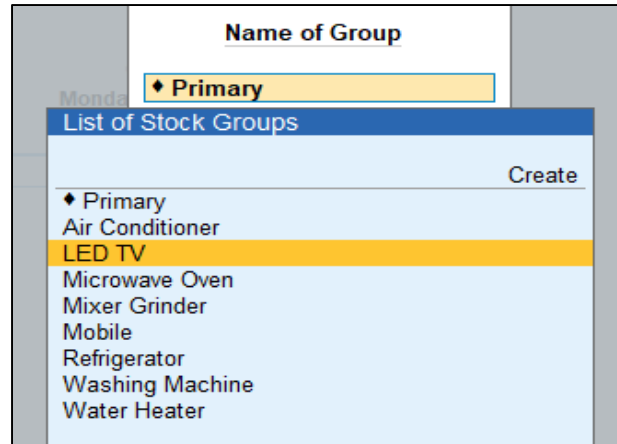 Name of Group
♦ Primary
Monda
List of Stock Groups
Create
♦ Primary
Air Conditioner
LED TV
Microwave Oven
Mixer Grinder
Mobile
Refrigerator
Washing Machine
Water Heater